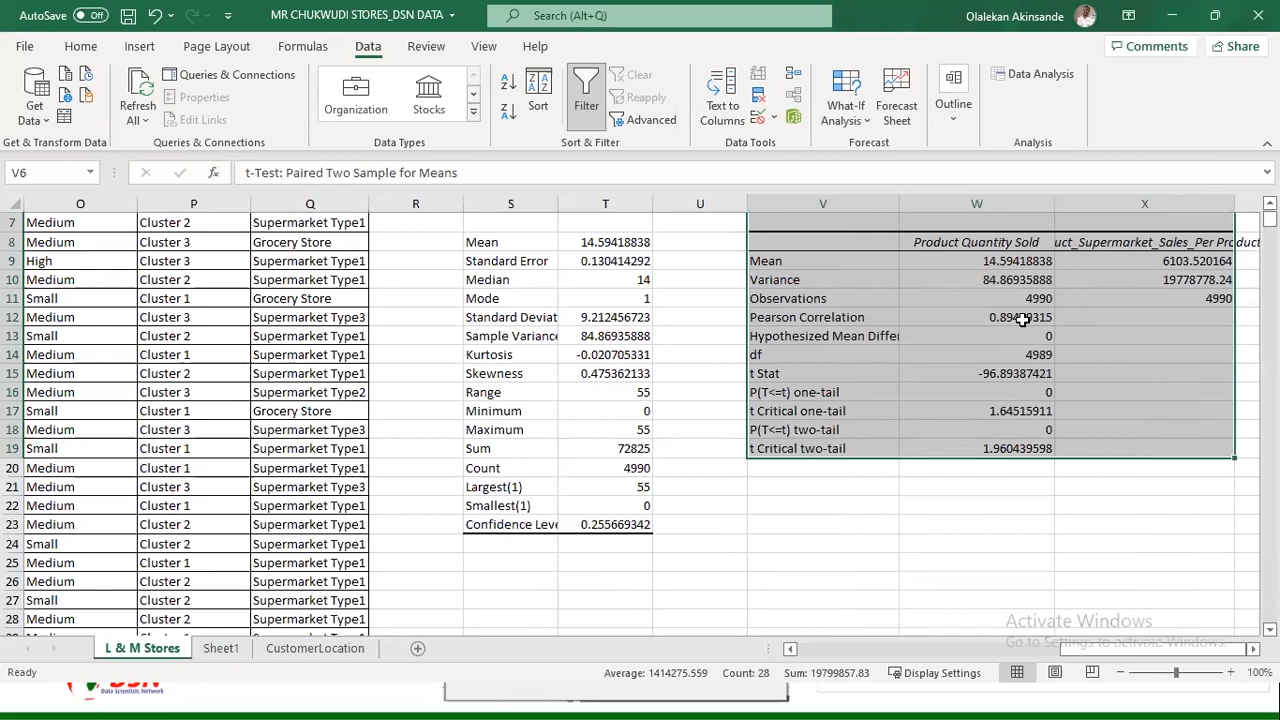 AutoSave Off MR CHUKWUDI STORES_DSN DATA Search (Alt+Q) Olalekan Akinsande
File Home Insert Page Layout Formulas Data Review View Help Comments Share
Get Data
Refresh All
Queries & Connections
Properties
Edit Links
Organization Stocks
Sort
Filter
Clear
Reapply
Advanced
Text to Columns
What-If Analysis
Forecast Sheet
Outline
Data Analysis
Get & Transform Data Queries & Connections Data Types Sort & Filter Data Tools Forecast Analysis
V6 fx t-Test: Paired Two Sample for Means
O P Q R S T U V W X
7 Medium Cluster 2 Supermarket Type1
8 Medium Cluster 3 Grocery Store Mean 14.59418838 Product Quantity Sold uct_Supermarket_Sales_Per Product
9 High Cluster 3 Supermarket Type1 Standard Error 0.130414292 Mean 14.59418838 6103.520164
10 Medium Cluster 2 Supermarket Type1 Median 14 Variance 84.86935888 19778778.24
11 Small Cluster 1 Grocery Store Mode 1 Observations 4990 4990
12 Medium Cluster 3 Supermarket Type1 Standard Deviat 9.212456723 Pearson Correlation
13 Small Cluster 2 Supermarket Type1 Sample Variance 84.86935888 Hypothesized Mean Differ 0
14 Medium Cluster 1 Supermarket Type1 Kurtosis -0.020705331 df 4989
15 Medium Cluster 2 Supermarket Type1 Skewness 0.475362133 t Stat -96.89387421
16 Medium Cluster 3 Supermarket Type2 Range 55 P(T<=t) one-tail 0
17 Small Cluster 1 Grocery Store Minimum 0 t Critical one-tail 1.64515911
18 Medium Cluster 3 Supermarket Type3 Maximum 55 P(T<=t) two-tail 0
19 Small Cluster 1 Supermarket Type1 Sum 72825 t Critical two-tail 1.960439598
20 Medium Cluster 1 Supermarket Type1 Count 4990
21 Medium Cluster 3 Supermarket Type3 Largest(1) 55
22 Medium Cluster 1 Supermarket Type1 Smallest(1) 0
23 Medium Cluster 2 Supermarket Type1 Confidence Leve 0.255669342
24 Small Cluster 2 Supermarket Type1
25 Medium Cluster 1 Supermarket Type1
26 Medium Cluster 2 Supermarket Type1
27 Small Cluster 2 Supermarket Type1
28 Medium Cluster 2 Supermarket Type1
Activate Windows
Go to Settings to activate Windows.
L & M Stores Sheet1 CustomerLocation
Ready Average: 1414275.559 Count: 28 Sum: 19799857.83 Display Settings 100%
Data Scientists Network